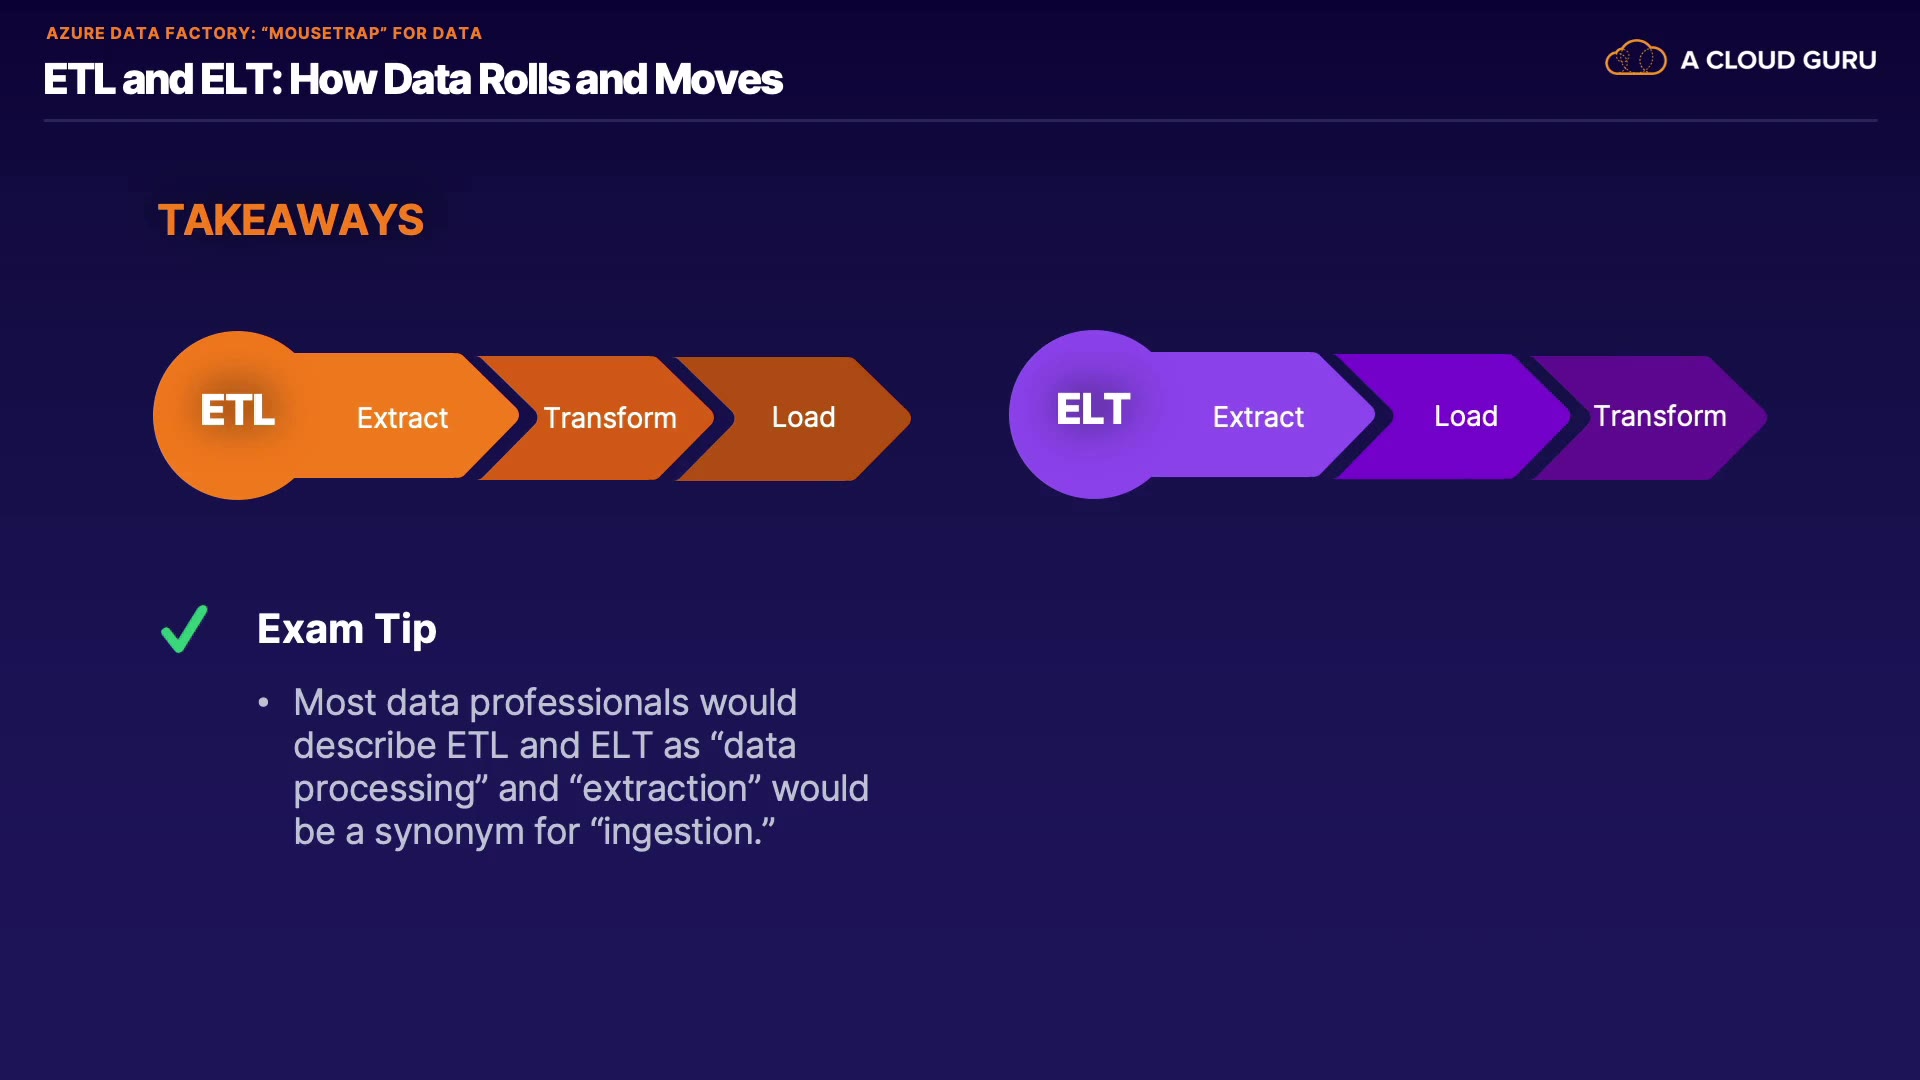 AZURE DATA FACTORY: “MOUSETRAP” FOR DATA
ETL and ELT: How Data Rolls and Moves
A CLOUD GURU
TAKEAWAYS
ETL
Extract
Transform
Load
ELT
Extract
Load
Transform
Exam Tip
• Most data professionals would
describe ETL and ELT as “data
processing” and “extraction” would
be a synonym for “ingestion.”